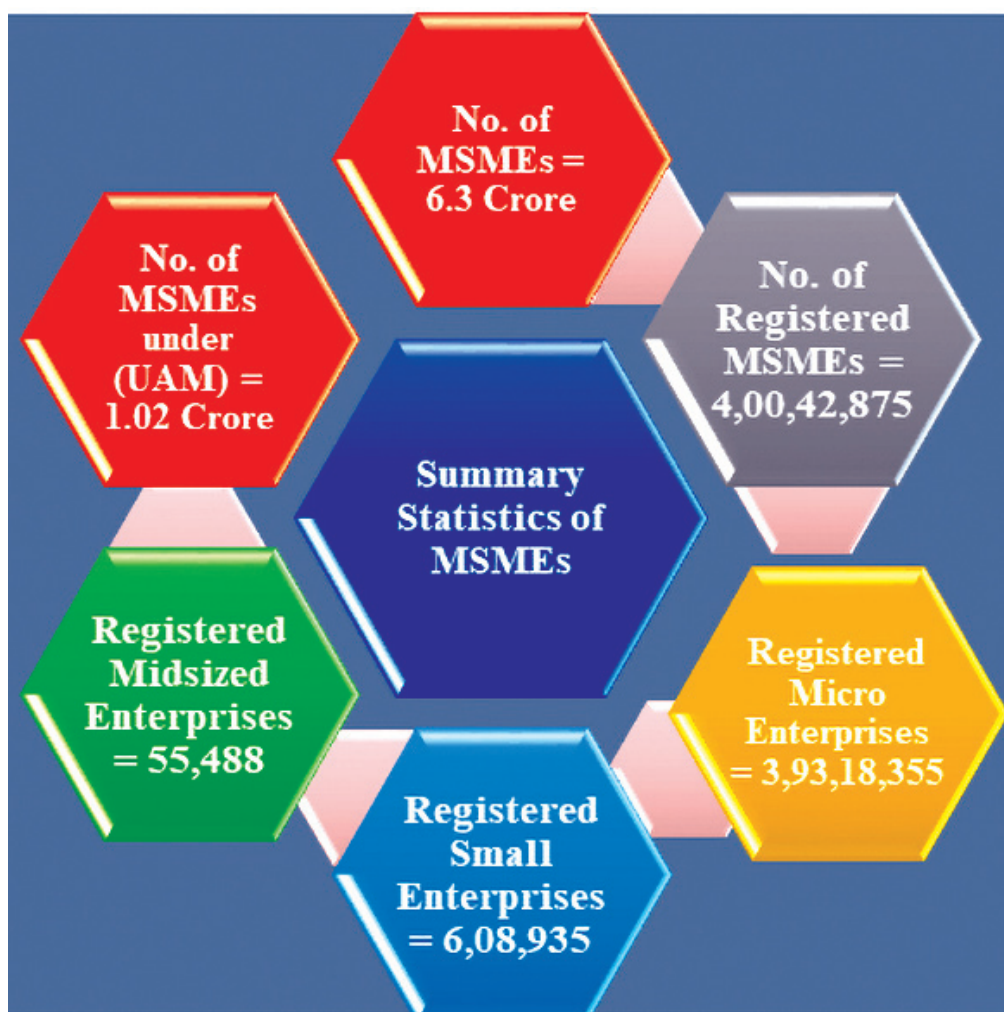 No. of
MSMEs =
6.3 Crore
No. of
Registered
MSMEs =
4,00,42,875
Registered
Micro
Enterprises
= 3,93,18,355
Registered
Small
Enterprises
= 6,08,935
Registered
Midsized
Enterprises
= 55,488
No. of
MSMEs
under
(UAM) =
1.02 Crore
Summary
Statistics of
MSMEs